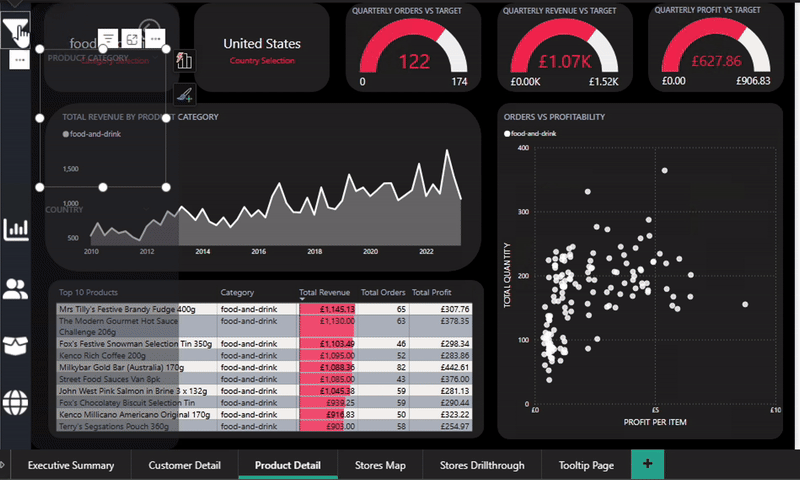 food-and-drink
Category Selection
PRODUCT CATEGORY
COUNTRY
United States
Country Selection
QUARTERLY ORDERS VS TARGET
122
0 174
QUARTERLY REVENUE VS TARGET
£1.07K
£0.00K £1.52K
QUARTERLY PROFIT VS TARGET
£627.86
£0.00 £906.83
TOTAL REVENUE BY PRODUCT CATEGORY
food-and-drink
1,500
1,000
500
2010 2012 2014 2016 2018 2020 2022
ORDERS VS PROFITABILITY
food-and-drink
TOTAL QUANTITY
400
300
200
100
0
£0 £5 £10
PROFIT PER ITEM
Top 10 Products Category Total Revenue Total Orders Total Profit
Mrs Tilly's Festive Brandy Fudge 400g food-and-drink £1,145.13 65 £307.76
The Modern Gourmet Hot Sauce food-and-drink £1,130.00 63 £378.35
Challenge 206g
Fox's Festive Snowman Selection Tin 350g food-and-drink £1,103.49 46 £298.34
Kenco Rich Coffee 200g food-and-drink £1,095.00 52 £283.86
Milkybar Gold Bar (Australia) 170g food-and-drink £1,088.36 82 £442.61
Street Food Sauces Van 8pk food-and-drink £1,088.00 43 £376.00
John West Pink Salmon in Brine 3 x 132g food-and-drink £1,045.38 59 £281.13
Fox's Chocolatey Biscuit Selection Tin food-and-drink £939.25 59 £290.44
Kenco Millicano Americano Original 170g food-and-drink £916.83 50 £323.22
Terry's Segsations Pouch 360g food-and-drink £903.00 58 £254.97
Executive Summary Customer Detail Product Detail Stores Map Stores Drillthrough Tooltip Page +